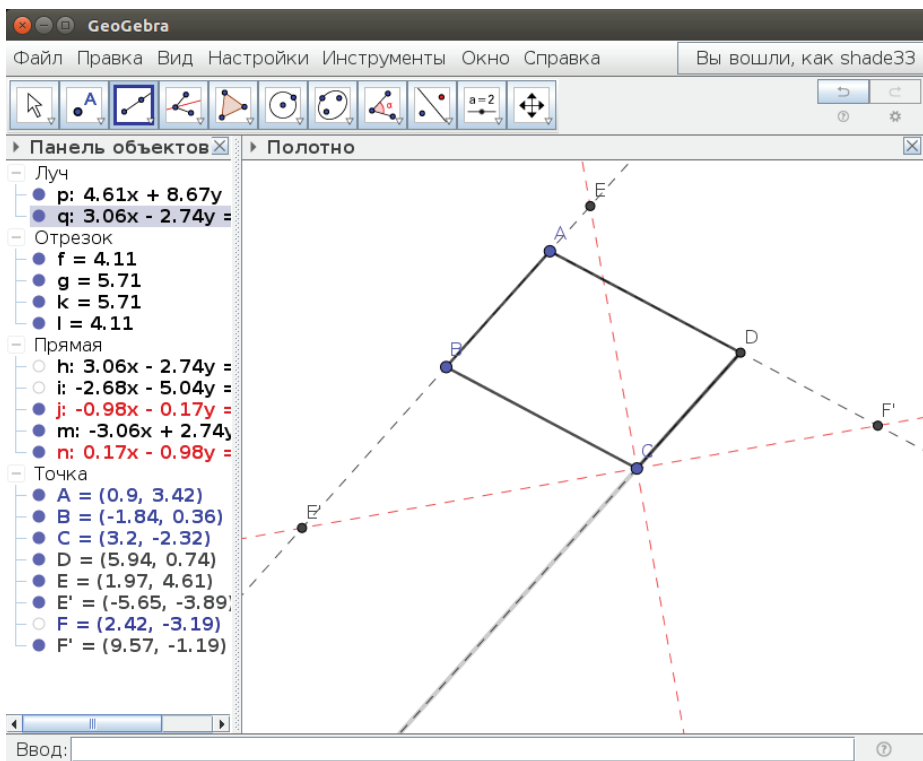 GeoGebra
Файл Правка Вид Настройки Инструменты Окно Справка Вы вошли, как shade33
A α a=2
Панель объектов Полотно
Луч
p: 4.61x + 8.67y
q: 3.06x - 2.74y =
Отрезок
f = 4.11
g = 5.71
k = 5.71
l = 4.11
Прямая
h: 3.06x - 2.74y =
i: -2.68x - 5.04y =
j: -0.98x - 0.17y =
m: -3.06x + 2.74y
n: 0.17x - 0.98y =
Точка
A = (0.9, 3.42)
B = (-1.84, 0.36)
C = (3.2, -2.32)
D = (5.94, 0.74)
E = (1.97, 4.61)
E' = (-5.65, -3.89)
F = (2.42, -3.19)
F' = (9.57, -1.19)
E
A
D
B
F'
C
E'
Ввод: